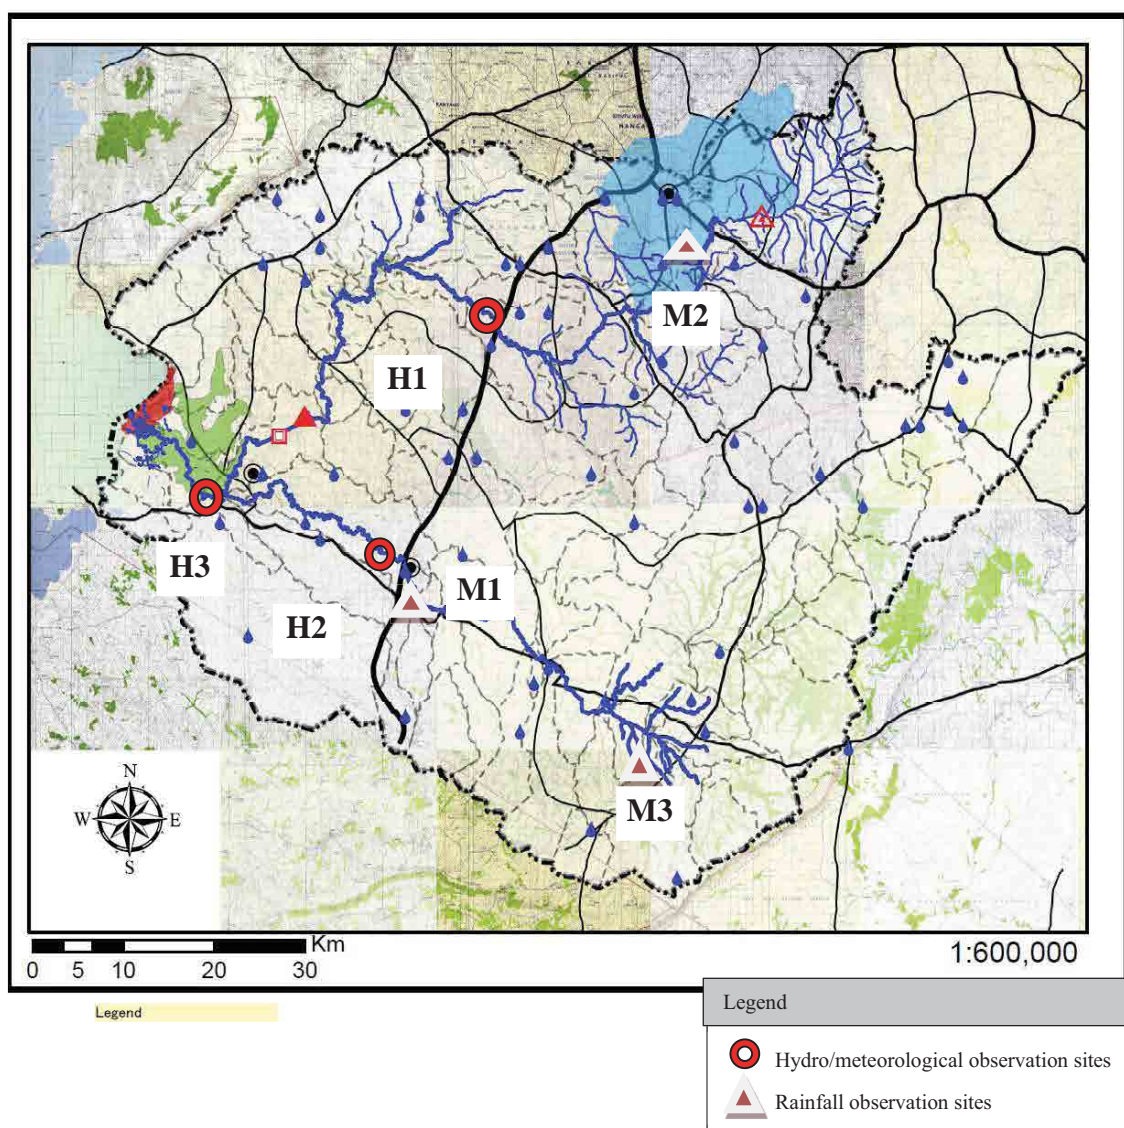 MANGA
M2
H1
H3
M1
H2
M3
N
W E
S
Km
0 5 10 20 30
1:600,000
Legend
Legend
Hydro/meteorological observation sites
Rainfall observation sites